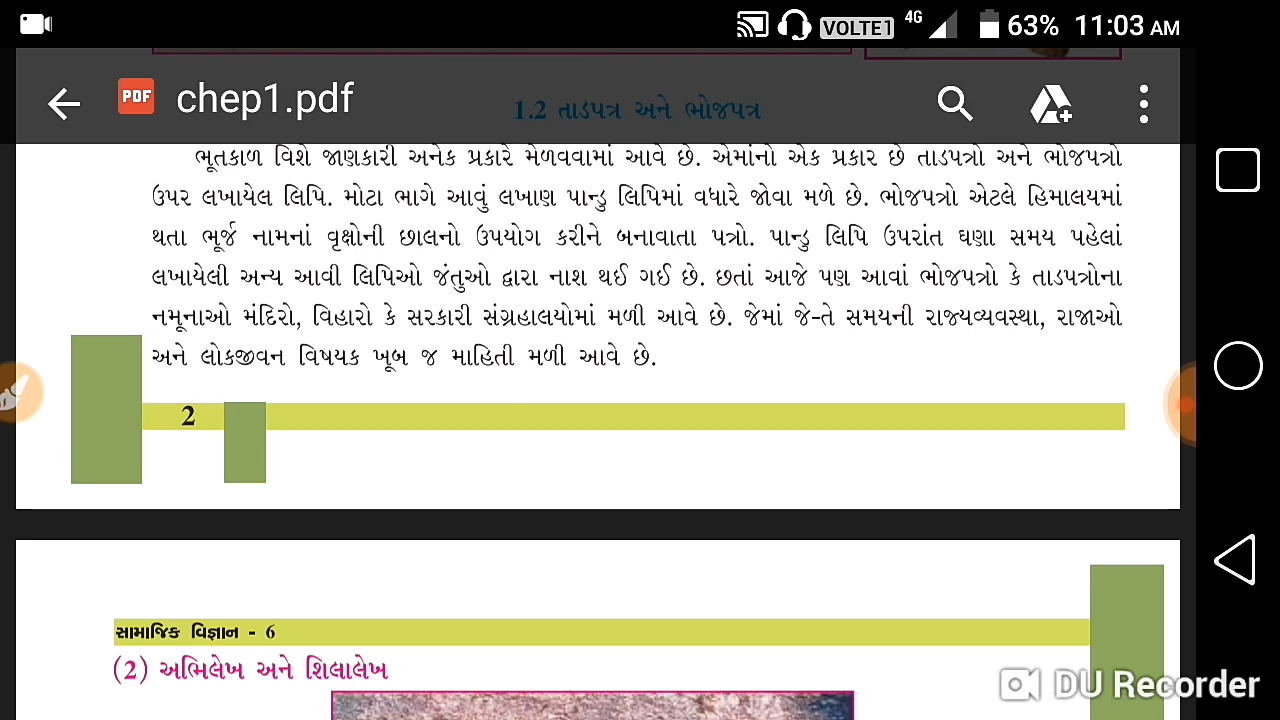 VOLTE1 4G 63% 11:03 AM
PDF chep1.pdf
1.2 તાડપત્ર અને ભોજપત્ર
ભૂતકાળ વિશે જાણકારી અનેક પ્રકારે મેળવવામાં આવે છે. એમાંનો એક પ્રકાર છે તાડપત્રો અને ભોજપત્રો
ઉપર લખાયેલ લિપિ. મોટા ભાગે આવું લખાણ પાન્ડુ લિપિમાં વધારે જોવા મળે છે. ભોજપત્રો એટલે હિમાલયમાં
થતા ભૂર્જ નામનાં વૃક્ષોની છાલનો ઉપયોગ કરીને બનાવાતા પત્રો. પાન્ડુ લિપિ ઉપરાંત ઘણા સમય પહેલાં
લખાયેલી અન્ય આવી લિપિઓ જંતુઓ દ્વારા નાશ થઈ ગઈ છે. છતાં આજે પણ આવાં ભોજપત્રો કે તાડપત્રોના
નમૂનાઓ મંદિરો, વિહારો કે સરકારી સંગ્રહાલયોમાં મળી આવે છે. જેમાં જે-તે સમયની રાજ્યવ્યવસ્થા, રાજાઓ
અને લોકજીવન વિષયક ખૂબ જ માહિતી મળી આવે છે.
2
સામાજિક વિજ્ઞાન - 6
(2) અભિલેખ અને શિલાલેખ
DU Recorder